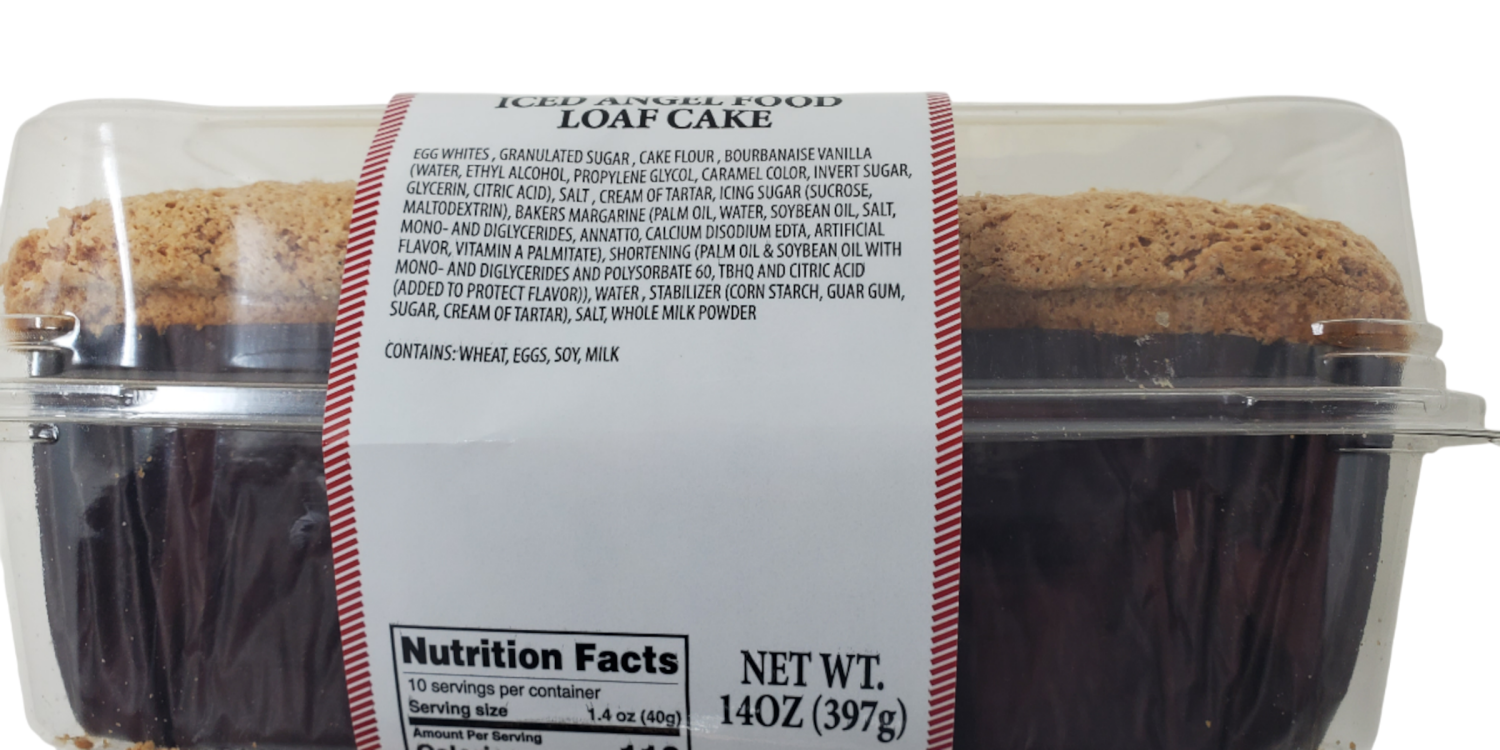 ICED ANGEL FOOD
LOAF CAKE
EGG WHITES , GRANULATED SUGAR , CAKE FLOUR , BOURBANAISE VANILLA
(WATER, ETHYL ALCOHOL, PROPYLENE GLYCOL, CARAMEL COLOR, INVERT SUGAR,
GLYCERIN, CITRIC ACID), SALT , CREAM OF TARTAR, ICING SUGAR (SUCROSE,
MALTODEXTRIN), BAKERS MARGARINE (PALM OIL, WATER, SOYBEAN OIL, SALT,
MONO- AND DIGLYCERIDES, ANNATTO, CALCIUM DISODIUM EDTA, ARTIFICIAL
FLAVOR, VITAMIN A PALMITATE), SHORTENING (PALM OIL & SOYBEAN OIL WITH
MONO- AND DIGLYCERIDES AND POLYSORBATE 60, TBHQ AND CITRIC ACID
(ADDED TO PROTECT FLAVOR)), WATER , STABILIZER (CORN STARCH, GUAR GUM,
SUGAR, CREAM OF TARTAR), SALT, WHOLE MILK POWDER
CONTAINS: WHEAT, EGGS, SOY, MILK
Nutrition Facts
10 servings per container
Serving size 1.4 oz (40g)
Amount Per Serving
NET WT.
14OZ (397g)